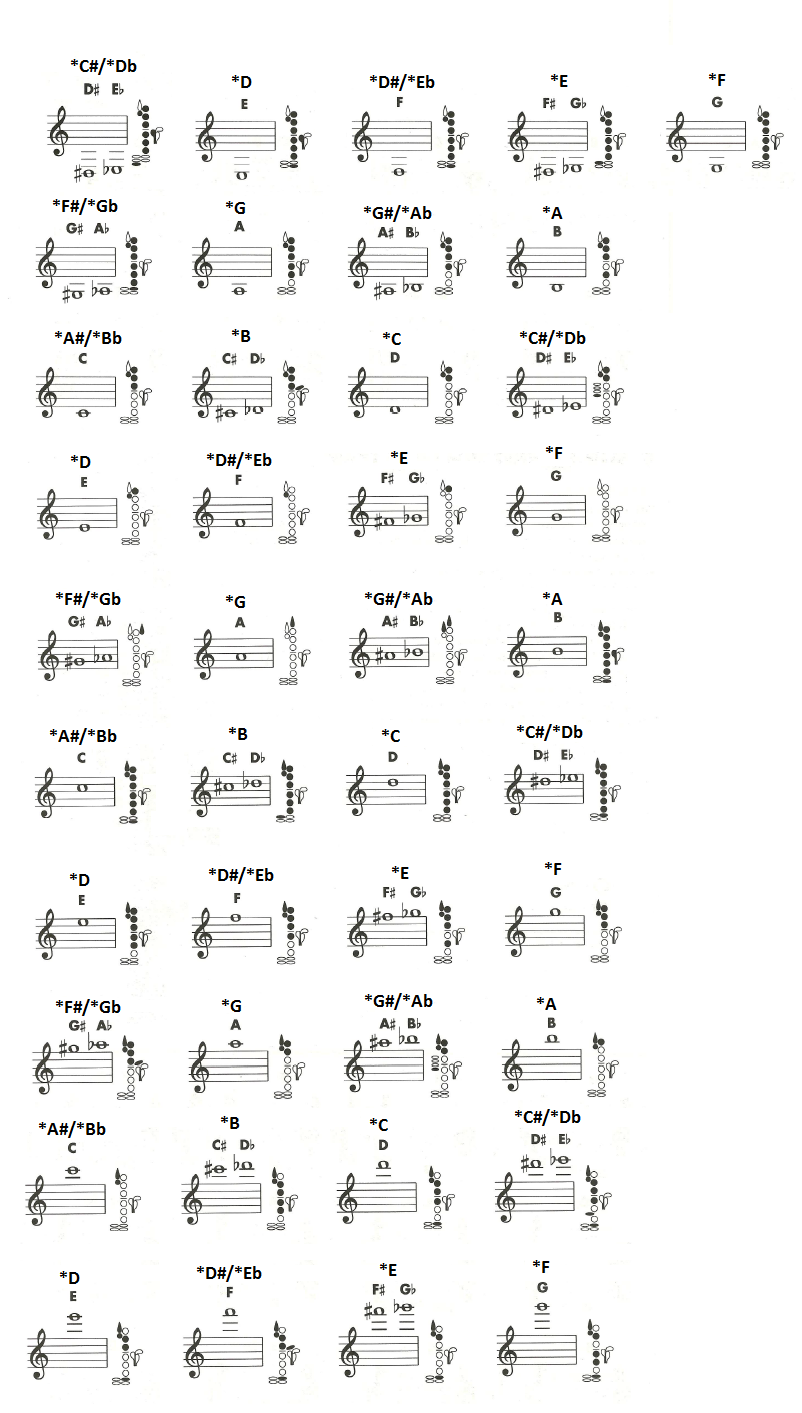 *C#/*Db *D *D#/*Eb *E *F
D♯ E♭ E F F♯ G♭ G
*F#/*Gb *G *G#/*Ab *A
G♯ A♭ A A♯ B♭ B
*A#/*Bb *B *C *C#/*Db
C C♯ D♭ D D♯ E♭
*D *D#/*Eb *E *F
E F F♯ G♭ G
*F#/*Gb *G *G#/*Ab *A
G♯ A♭ A A♯ B♭ B
*A#/*Bb *B *C *C#/*Db
C C♯ D♭ D D♯ E♭
*D *D#/*Eb *E *F
E F F♯ G♭ G
*F#/*Gb *G *G#/*Ab *A
G♯ A♭ A A♯ B♭ B
*A#/*Bb *B *C *C#/*Db
C C♯ D♭ D D♯ E♭
*D *D#/*Eb *E *F
E F F♯ G♭ G